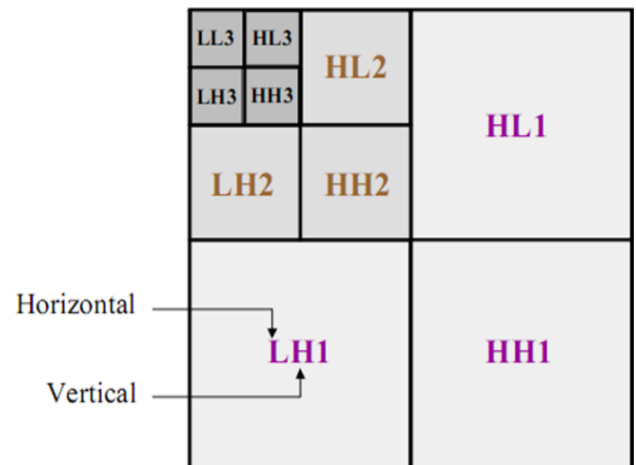 LL3 HL3
HL2
LH3 HH3
HL1
LH2 HH2
Horizontal
LH1 HH1
Vertical